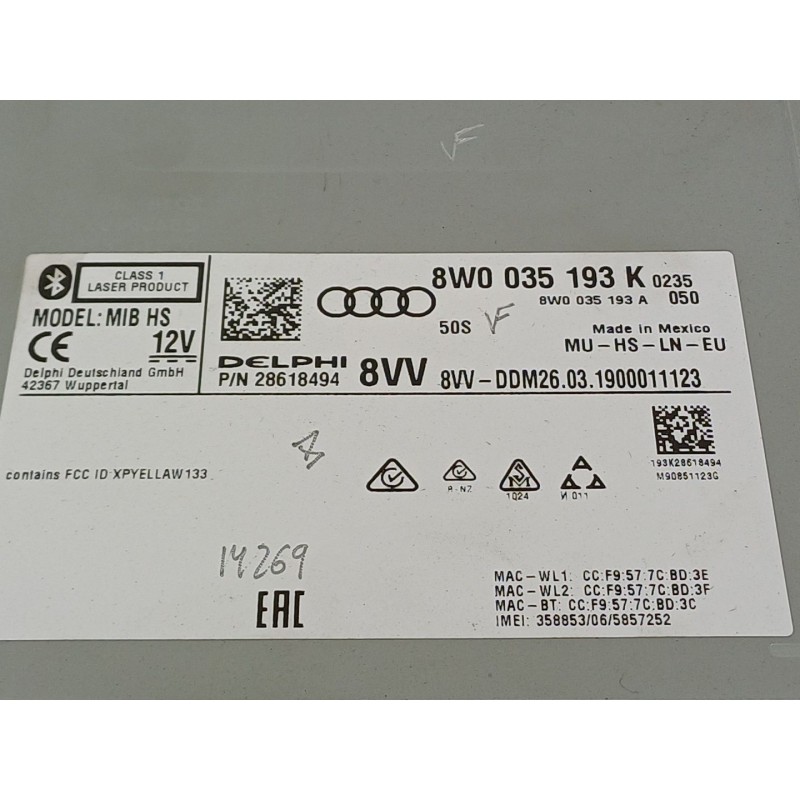 VF
CLASS 1
LASER PRODUCT
MODEL: MIB HS
12V
CE
Delphi Deutschland GmbH
42367 Wuppertal
8W0 035 193 K 0235
8W0 035 193 A 050
50S VF
Made in Mexico
MU-HS-LN-EU
DELPHI
P/N 28618494
8VV
8VV-DDM26.03.1900011123
contains FCC ID:XPYELLAW133
R-NZ
SM
1024
И 011
193K28618494
M90851123G
14269
EAC
MAC-WL1: CC:F9:57:7C:BD:3E
MAC-WL2: CC:F9:57:7C:BD:3F
MAC-BT: CC:F9:57:7C:BD:3C
IMEI: 358853/06/5857252